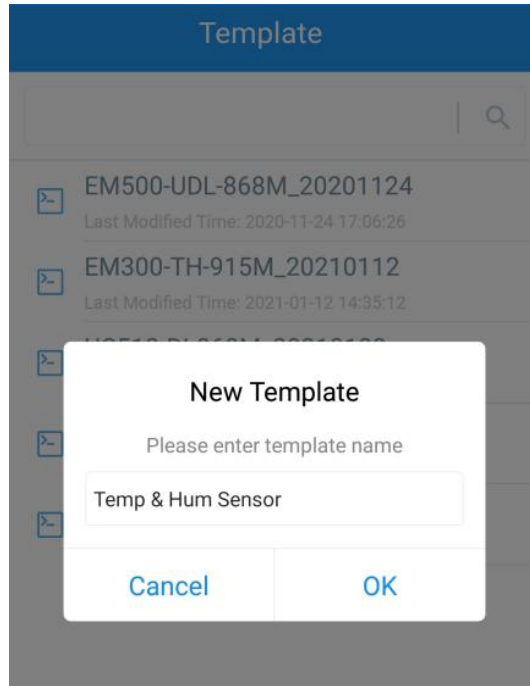 Template
EM500-UDL-868M_20201124
Last Modified Time: 2020-11-24 17:06:26
EM300-TH-915M_20210112
Last Modified Time: 2021-01-12 14:35:12
New Template
Please enter template name
Temp & Hum Sensor
Cancel
OK